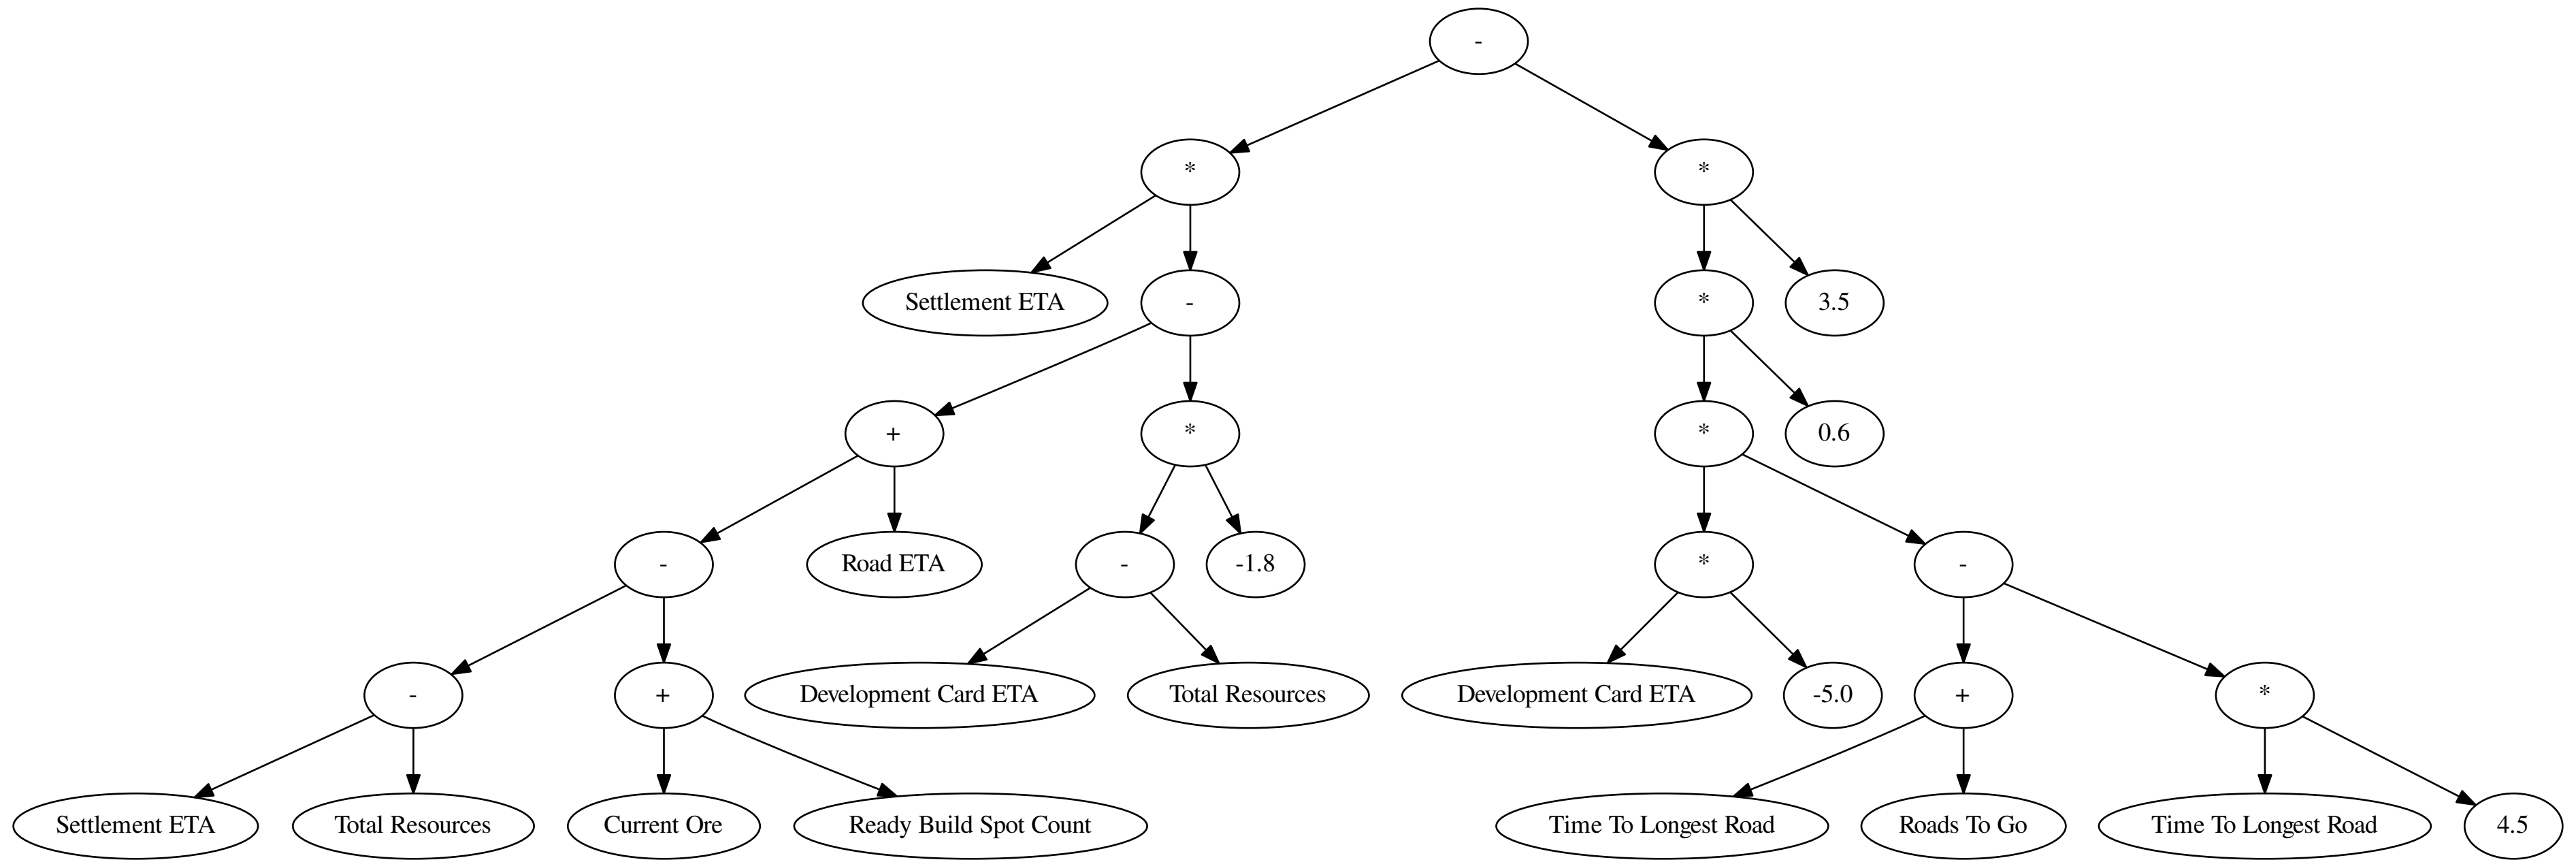 -
*
*
Settlement ETA
-
*
3.5
+
*
*
0.6
-
Road ETA
-
-1.8
*
-
-
+
Development Card ETA
Total Resources
Development Card ETA
-5.0
+
*
Settlement ETA
Total Resources
Current Ore
Ready Build Spot Count
Time To Longest Road
Roads To Go
Time To Longest Road
4.5